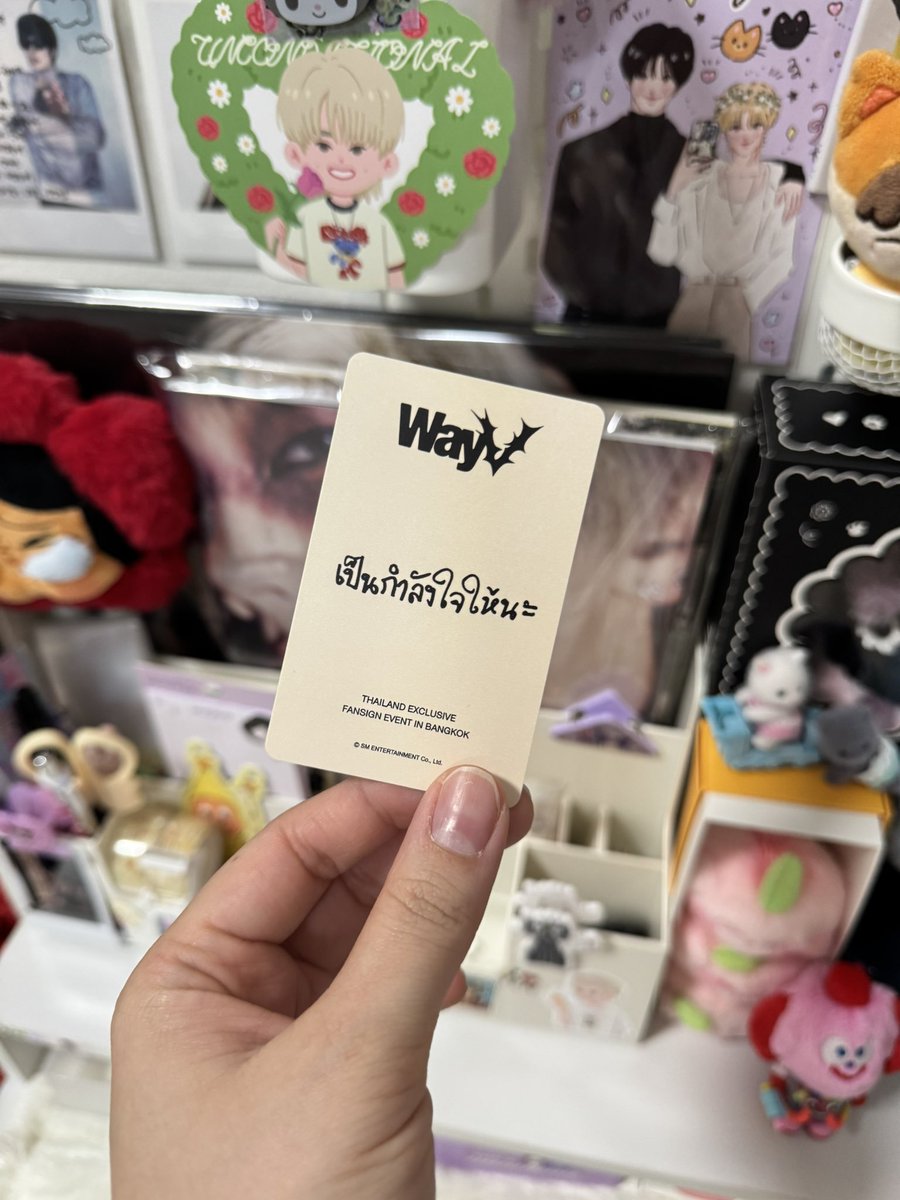 UNCONDITIONAL
WayV
เป็นกำลังใจให้นะ
THAILAND EXCLUSIVE
FANSIGN EVENT IN BANGKOK
© SM ENTERTAINMENT Co., Ltd.